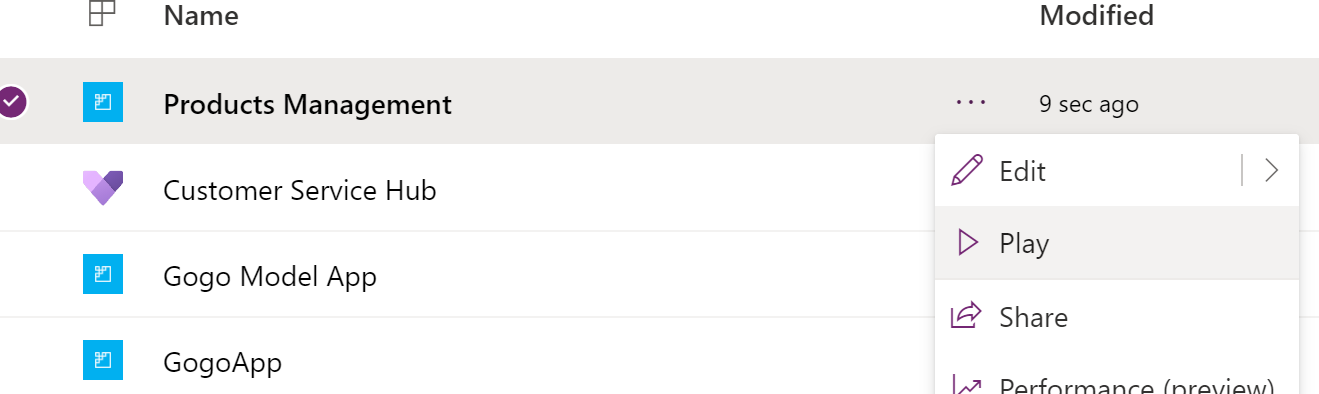 Name Modified
Products Management ··· 9 sec ago
Edit
Customer Service Hub
Play
Gogo Model App
Share
GogoApp
Performance (preview)